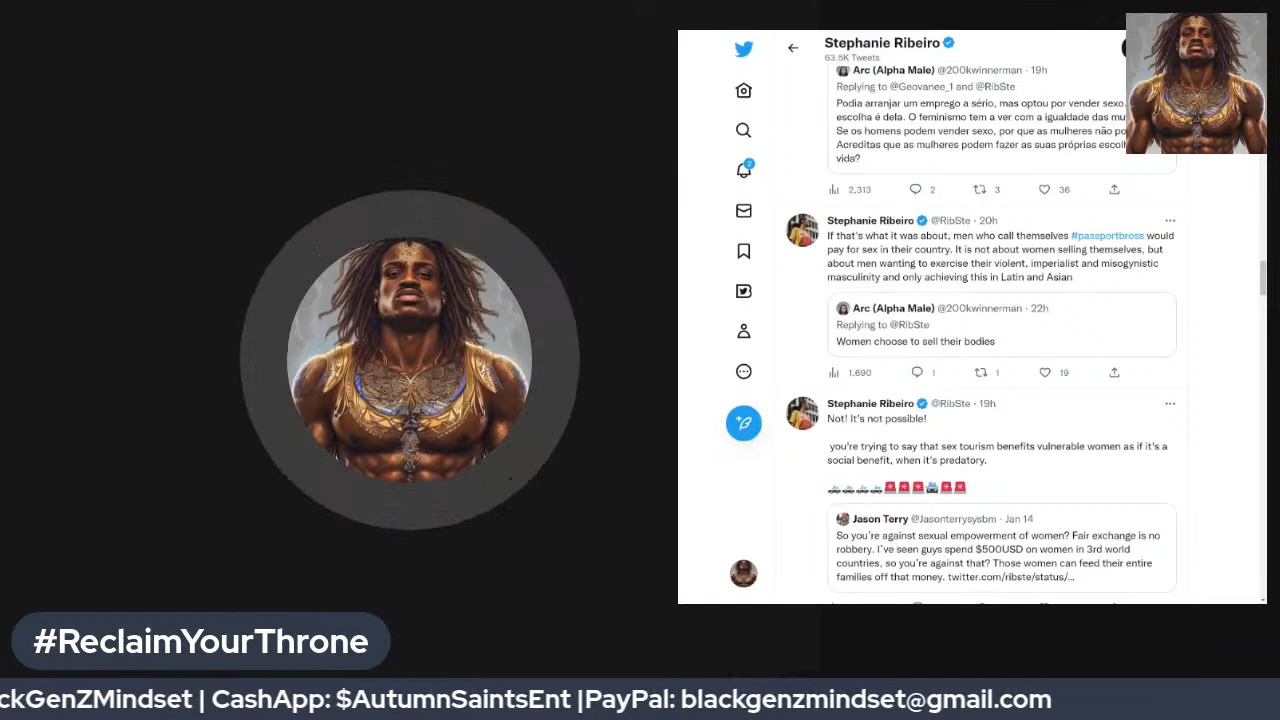 Stephanie Ribeiro
63.5K Tweets
Arc (Alpha Male) @200kwinnerman · 19h
Replying to @Geovanee_1 and @RibSte
Podia arranjar um emprego a sério, mas optou por vender sexo.
escolha é dela. O feminismo tem a ver com a igualdade das
Se os homens podem vender sexo, por que as mulheres não
Acreditas que as mulheres podem fazer as suas próprias
vida?
2,313 2 3 36
Stephanie Ribeiro @RibSte · 20h
If that's what it was about, men who call themselves #passportbross would
pay for sex in their country. It is not about women selling themselves, but
about men wanting to exercise their violent, imperialist and misogynistic
masculinity and only achieving this in Latin and Asian
Arc (Alpha Male) @200kwinnerman · 22h
Replying to @RibSte
Women choose to sell their bodies
1,690 1 1 19
Stephanie Ribeiro @RibSte · 19h
Not! It's not possible!
you're trying to say that sex tourism benefits vulnerable women as if it's a
social benefit, when it's predatory.
Jason Terry @Jasonterrysysbm · Jan 14
So you're against sexual empowerment of women? Fair exchange is no
robbery. I've seen guys spend $500USD on women in 3rd world
countries, so you're against that? Those women can feed their entire
families off that money. twitter.com/ribste/status/...
2
#ReclaimYourThrone
ckGenZMindset | CashApp: $AutumnSaintsEnt |PayPal: blackgenzmindset@gmail.com